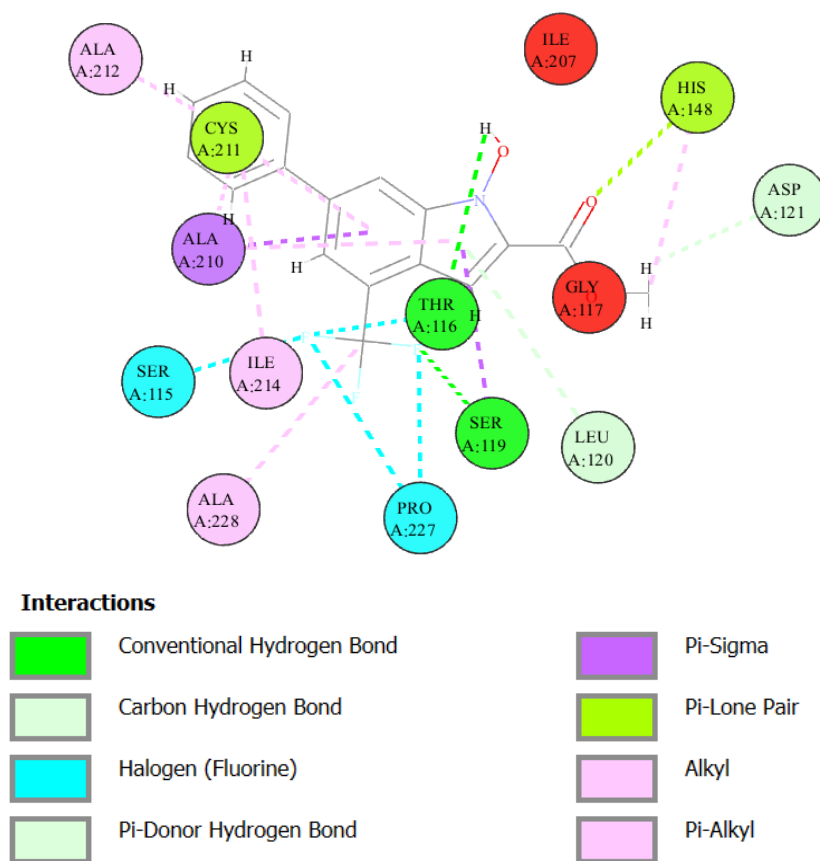 H
ALA
A:212
H
CYS
A:211
ILE
A:207
HIS
A:148
H
O
N
O
ASP
A:121
H
ALA
A:210
H
H
GLY
A:117
O
H
THR
A:116
H
F
F
F
SER
A:115
ILE
A:214
SER
A:119
LEU
A:120
ALA
A:228
PRO
A:227
Interactions
Conventional Hydrogen Bond
Carbon Hydrogen Bond
Halogen (Fluorine)
Pi-Donor Hydrogen Bond
Pi-Sigma
Pi-Lone Pair
Alkyl
Pi-Alkyl